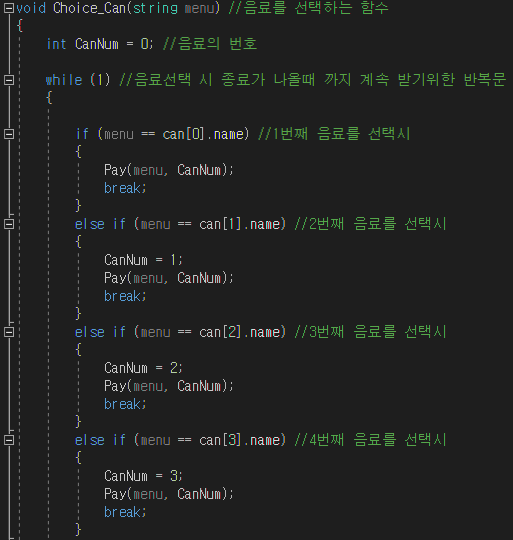 void Choice_Can(string menu) //음료를 선택하는 함수
{
int CanNum = 0; //음료의 번호
while (1) //음료선택 시 종료가 나올때 까지 계속 받기위한 반복문
{
if (menu == can[0].name) //1번째 음료를 선택시
{
Pay(menu, CanNum);
break;
}
else if (menu == can[1].name) //2번째 음료를 선택시
{
CanNum = 1;
Pay(menu, CanNum);
break;
}
else if (menu == can[2].name) //3번째 음료를 선택시
{
CanNum = 2;
Pay(menu, CanNum);
break;
}
else if (menu == can[3].name) //4번째 음료를 선택시
{
CanNum = 3;
Pay(menu, CanNum);
break;
}